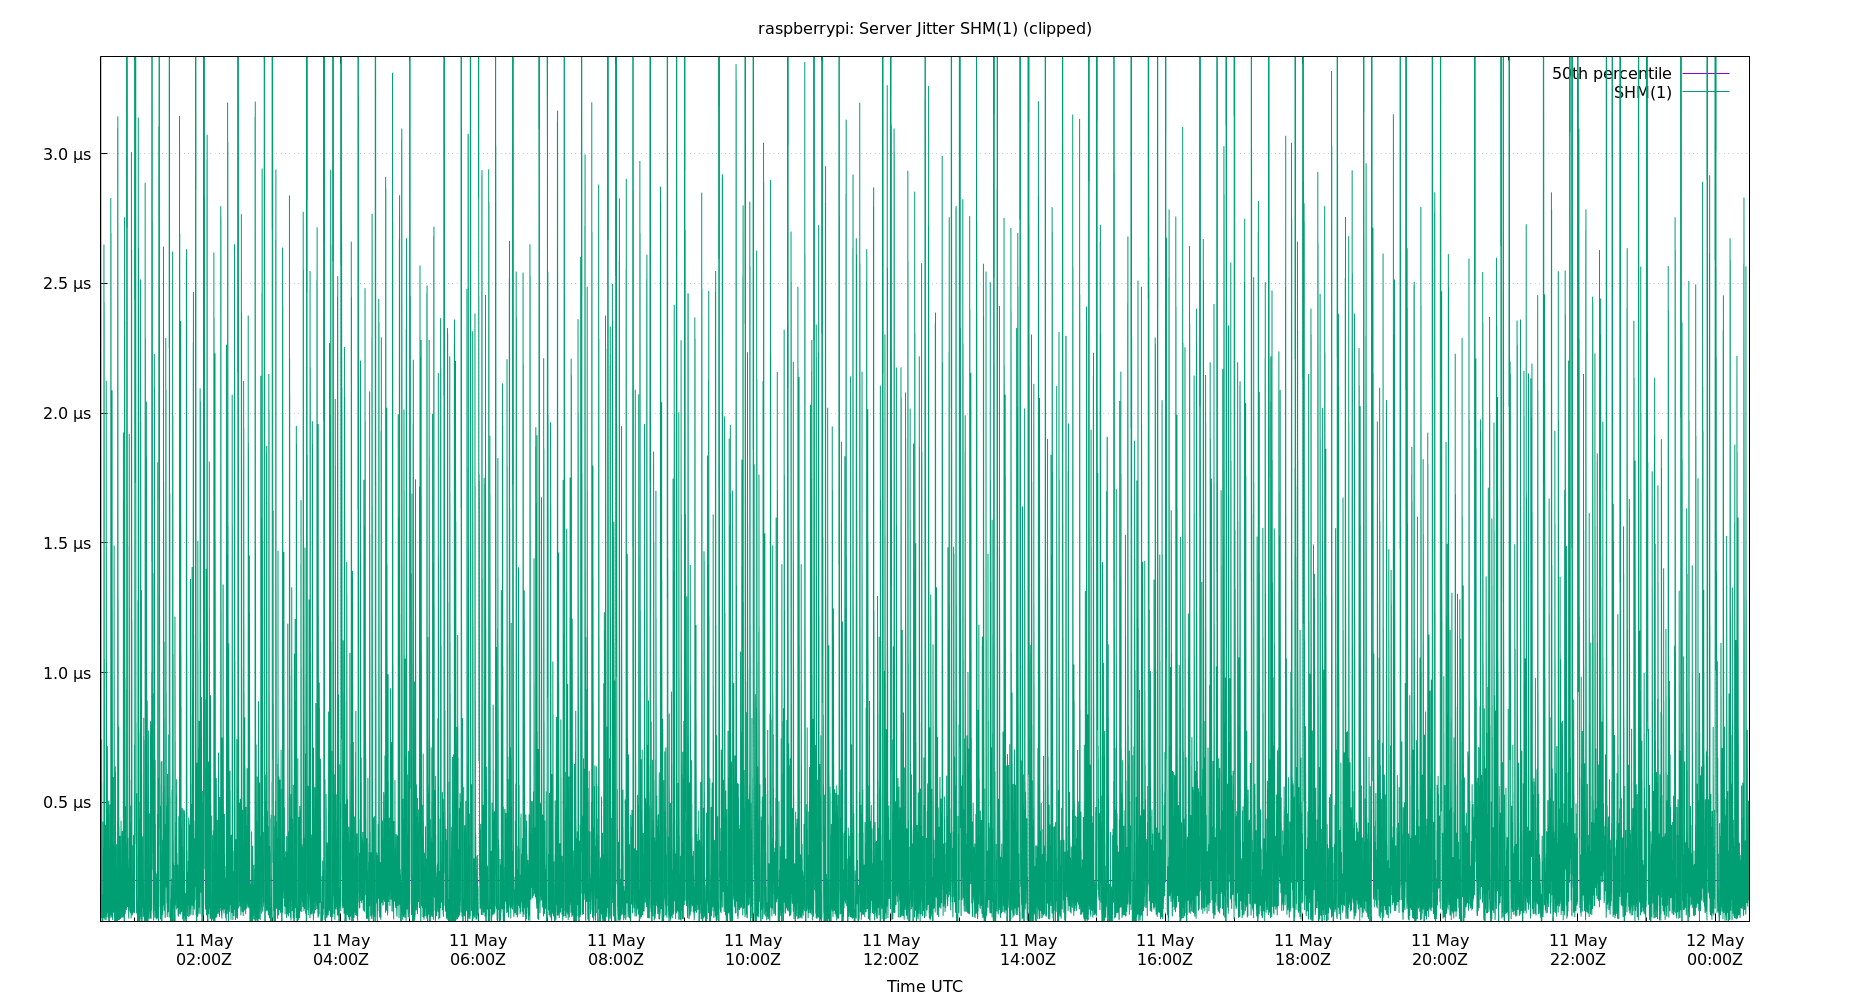 raspberrypi: Server Jitter SHM(1) (clipped)
50th percentile
SHM(1)
3.0 µs
2.5 µs
2.0 µs
1.5 µs
1.0 µs
0.5 µs
11 May 11 May 11 May 11 May 11 May 11 May 11 May 11 May 11 May 11 May 11 May 12 May
02:00Z 04:00Z 06:00Z 08:00Z 10:00Z 12:00Z 14:00Z 16:00Z 18:00Z 20:00Z 22:00Z 00:00Z
Time UTC